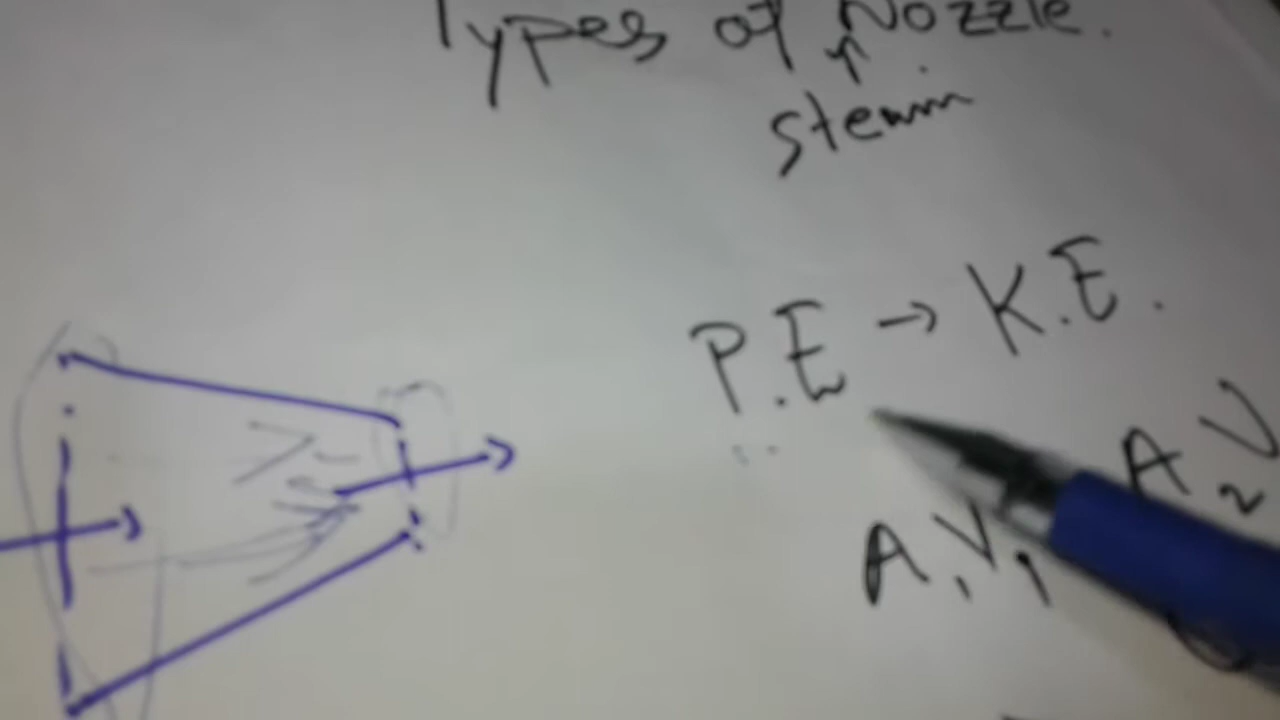 Types of Nozzle.
steam
P.E → K.E.
A₁V₁ A₂V